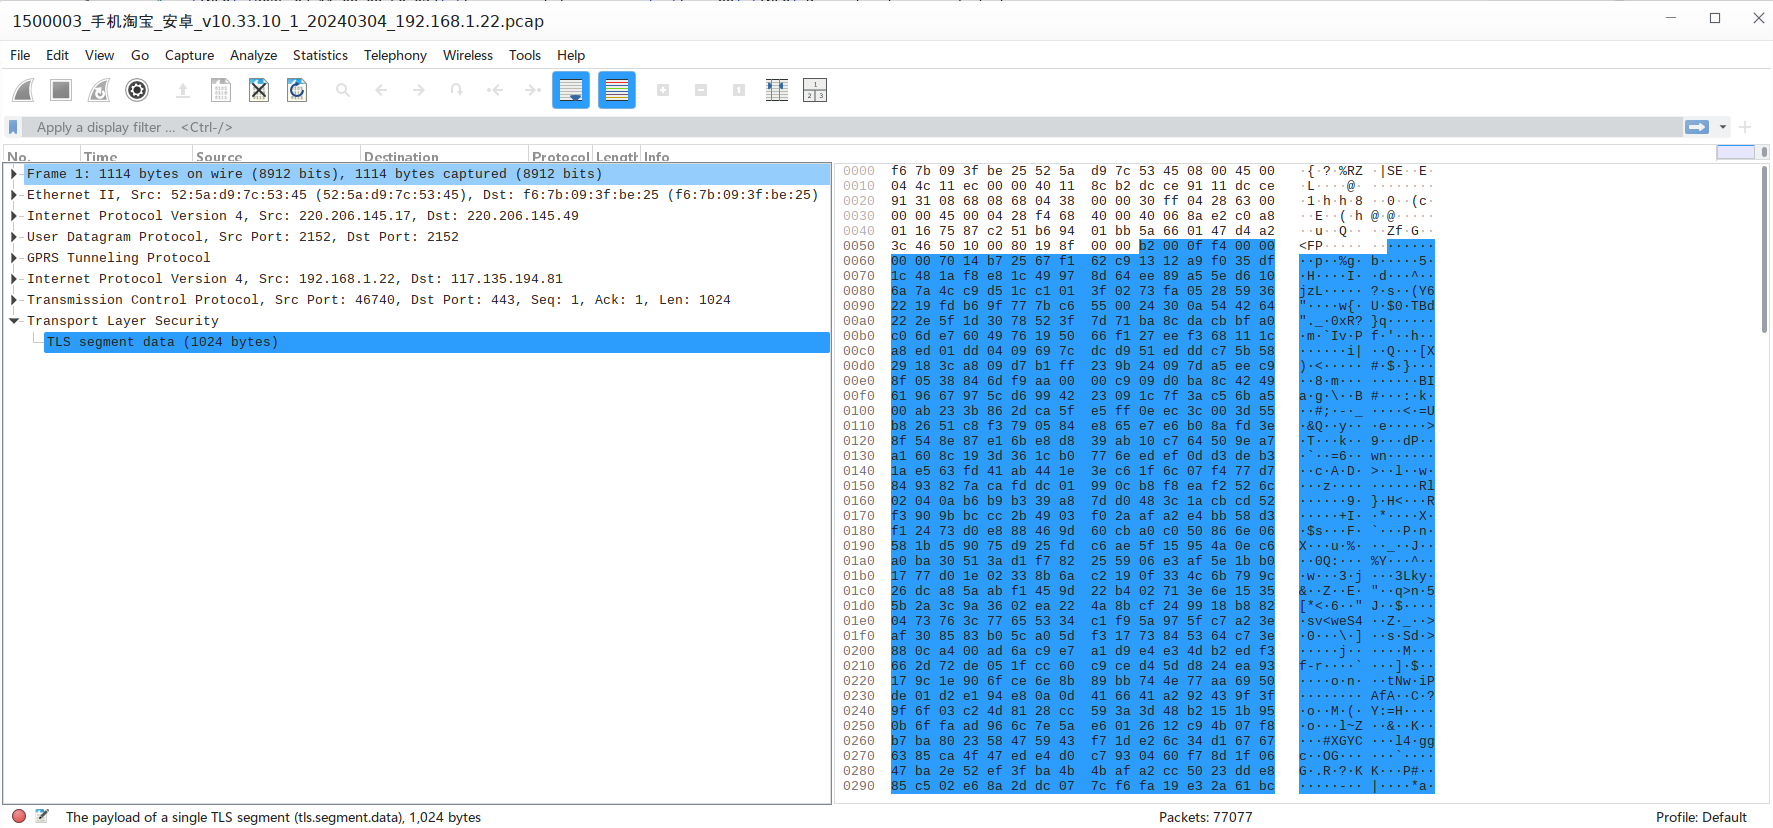 1500003_手机淘宝_安卓_v10.33.10_1_20240304_192.168.1.22.pcap
File Edit View Go Capture Analyze Statistics Telephony Wireless Tools Help
Apply a display filter ... <Ctrl-/>
No. Time Source Destination Protocol Length Info
Frame 1: 1114 bytes on wire (8912 bits), 1114 bytes captured (8912 bits)
Ethernet II, Src: 52:5a:d9:7c:53:45 (52:5a:d9:7c:53:45), Dst: f6:7b:09:3f:be:25 (f6:7b:09:3f:be:25)
Internet Protocol Version 4, Src: 220.206.145.17, Dst: 220.206.145.49
User Datagram Protocol, Src Port: 2152, Dst Port: 2152
GPRS Tunneling Protocol
Internet Protocol Version 4, Src: 192.168.1.22, Dst: 117.135.194.81
Transmission Control Protocol, Src Port: 46740, Dst Port: 443, Seq: 1, Ack: 1, Len: 1024
Transport Layer Security
TLS segment data (1024 bytes)
0000 f6 7b 09 3f be 25 52 5a d9 7c 53 45 08 00 45 00
0010 04 4c 11 ec 00 00 40 11 8c b2 dc ce 91 11 dc ce
0020 91 31 08 68 08 68 04 38 00 00 30 ff 04 28 63 00
0030 00 00 45 00 04 28 f4 68 40 00 40 06 8a e2 c0 a8
0040 01 16 75 87 c2 51 b6 94 01 bb 5a 66 01 47 d4 a2
0050 3c 46 50 10 00 80 19 8f 00 00 b2 00 0f f4 00 00
0060 00 00 70 14 b7 25 67 f1 62 c9 13 12 a9 f0 35 df
0070 1c 48 1a f8 e8 1c 49 97 8d 64 ee 89 a5 5e d6 10
0080 6a 7a 4c c9 d5 1c c1 01 3f 02 73 fa 05 28 59 36
0090 22 19 fd b6 9f 77 7b c6 55 00 24 30 0a 54 42 64
00a0 22 2e 5f 1d 30 78 52 3f 7d 71 ba 8c da cb bf a0
00b0 c0 6d e7 60 49 76 19 50 66 f1 27 ee f3 68 11 1c
00c0 a8 ed 01 dd 04 09 69 7c dc d9 51 ed dd c7 5b 58
00d0 29 18 3c a8 09 d7 b1 ff 23 9b 24 09 7d a5 ee c9
00e0 8f 05 38 84 6d f9 aa 00 00 c9 09 d0 ba 8c 42 49
00f0 61 96 67 97 5c d6 99 42 23 09 1c 7f 3a c5 6b a5
0100 00 ab 23 3b 86 2d ca 5f e5 ff 0e ec 3c 00 3d 55
0110 b8 26 51 c8 f3 79 05 84 e8 65 e7 e6 b0 8a fd 3e
0120 8f 54 8e 87 e1 6b e8 d8 39 ab 10 c7 64 50 9e a7
0130 a1 60 8c 19 3d 36 1c b0 77 6e ed ef 0d d3 de b3
0140 1a e5 63 fd 41 ab 44 1e 3e c6 1f 6c 07 f4 77 d7
0150 84 93 82 7a ca fd dc 01 99 0c b8 f8 ea f2 52 6c
0160 02 04 0a b6 b9 b3 39 a8 7d d0 48 3c 1a cb cd 52
0170 f3 90 9b bc cc 2b 49 03 f0 2a af a2 e4 bb 58 d3
0180 f1 24 73 d0 e8 88 46 9d 60 cb a0 c0 50 86 6e 06
0190 58 1b d5 90 75 d9 25 fd c6 ae 5f 15 95 4a 0e c6
01a0 a0 ba 30 51 3a d1 f7 82 25 59 06 e3 af 5e 1b b0
01b0 17 77 d0 1e 02 33 8b 6a c2 19 0f 33 4c 6b 79 9c
01c0 26 dc a8 5a ab f1 45 9d 22 b4 02 71 3e 6e 15 35
01d0 5b 2a 3c 9a 36 02 ea 22 4a 8b cf 24 99 18 b8 82
01e0 04 73 76 3c 77 65 53 34 c1 f9 5a 97 5f c7 a2 3e
01f0 af 30 85 83 b0 5c a0 5d f3 17 73 84 53 64 c7 3e
0200 88 0c a4 00 ad 6a c9 e7 a1 d9 e4 e3 4d b2 ed f3
0210 66 2d 72 de 05 1f cc 60 c9 ce d4 5d d8 24 ea 93
0220 17 9c 1e 90 6f ce 6e 8b 89 bb 74 4e 77 aa 69 50
0230 de 01 d2 e1 94 e8 0a 0d 41 66 41 a2 92 43 9f 3f
0240 9f 6f 03 c2 4d 81 28 cc 59 3a 3d 48 b2 15 1b 95
0250 0b 6f fa ad 96 6c 7e 5a e6 01 26 12 c9 4b 07 f8
0260 b7 ba 80 23 58 47 59 43 f7 1d e2 6c 34 d1 67 67
0270 63 85 ca 4f 47 ed e4 d0 c7 93 04 60 f7 8d 1f 06
0280 47 ba 2e 52 ef 3f ba 4b 4b af a2 cc 50 23 dd e8
0290 85 c5 02 e6 8a 2d dc 07 7c f6 fa 19 e3 2a 61 bc
The payload of a single TLS segment (tls.segment.data), 1,024 bytes
Packets: 77077
Profile: Default